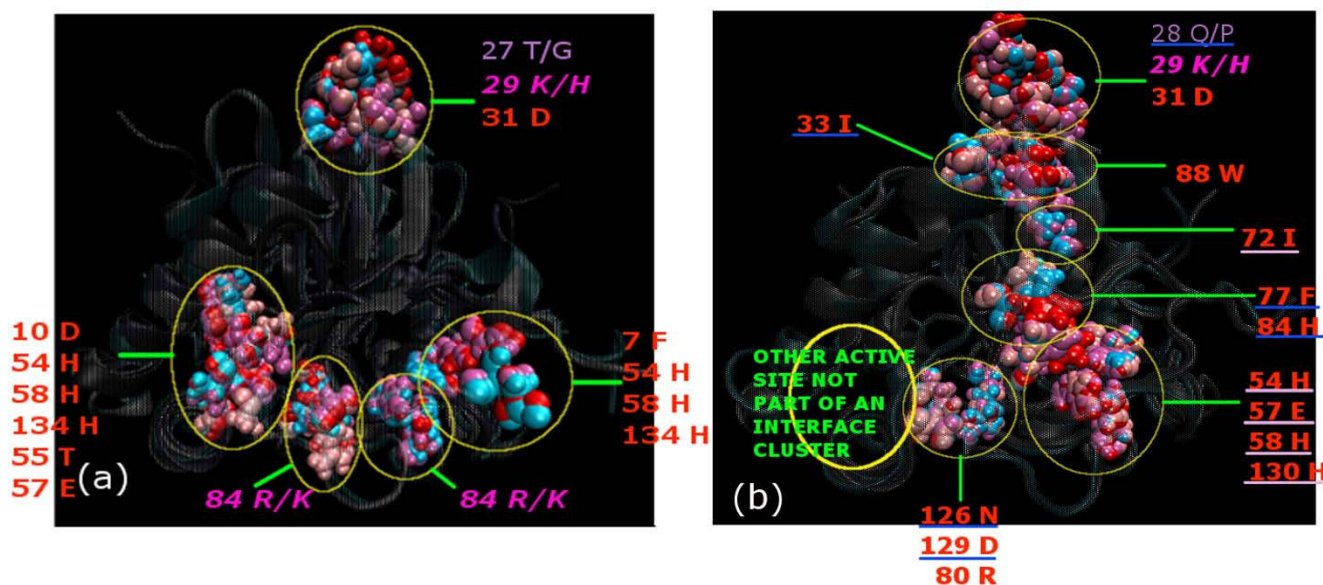 27 T/G
29 K/H
31 D
10 D
54 H
58 H
134 H
55 T
57 E
(a)
84 R/K
84 R/K
7 F
54 H
58 H
134 H
28 Q/P
29 K/H
31 D
33 I
88 W
72 I
77 F
84 H
OTHER ACTIVE
SITE NOT
PART OF AN
INTERFACE
CLUSTER
54 H
57 E
58 H
130 H
(b)
126 N
129 D
80 R